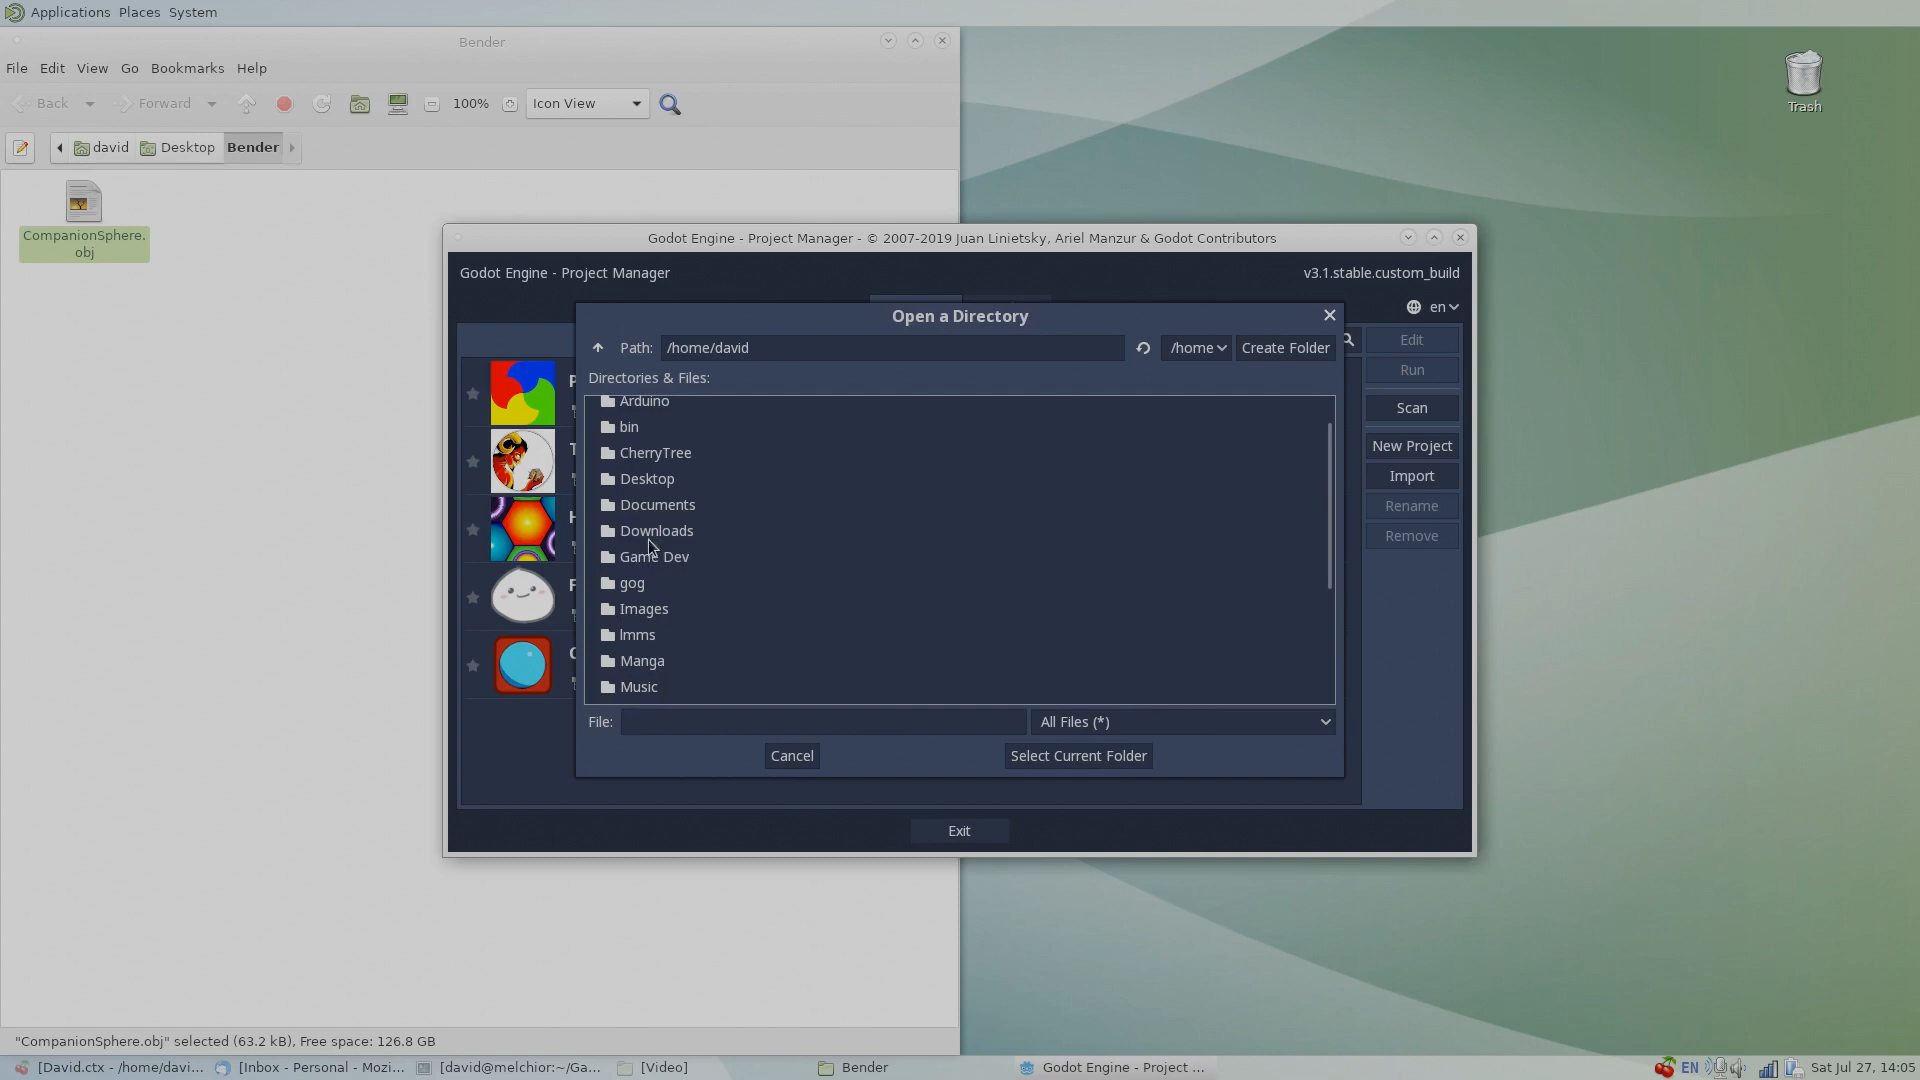 Applications Places System
Bender
File Edit View Go Bookmarks Help
Back Forward 100% Icon View
david Desktop Bender
CompanionSphere.
obj
Trash
Godot Engine - Project Manager - © 2007-2019 Juan Linietsky, Ariel Manzur & Godot Contributors
Godot Engine - Project Manager v3.1.stable.custom_build
en
Open a Directory
Path: /home/david /home Create Folder
Directories & Files:
Arduino
bin
CherryTree
Desktop
Documents
Downloads
Game Dev
gog
Images
lmms
Manga
Music
File: All Files (*)
Cancel Select Current Folder
Edit
Run
Scan
New Project
Import
Rename
Remove
Exit
"CompanionSphere.obj" selected (63.2 kB), Free space: 126.8 GB
[David.ctx - /home/davi... [Inbox - Personal - Mozi... [david@melchior:~/Ga... [Video] Bender Godot Engine - Project ... EN Sat Jul 27, 14:05